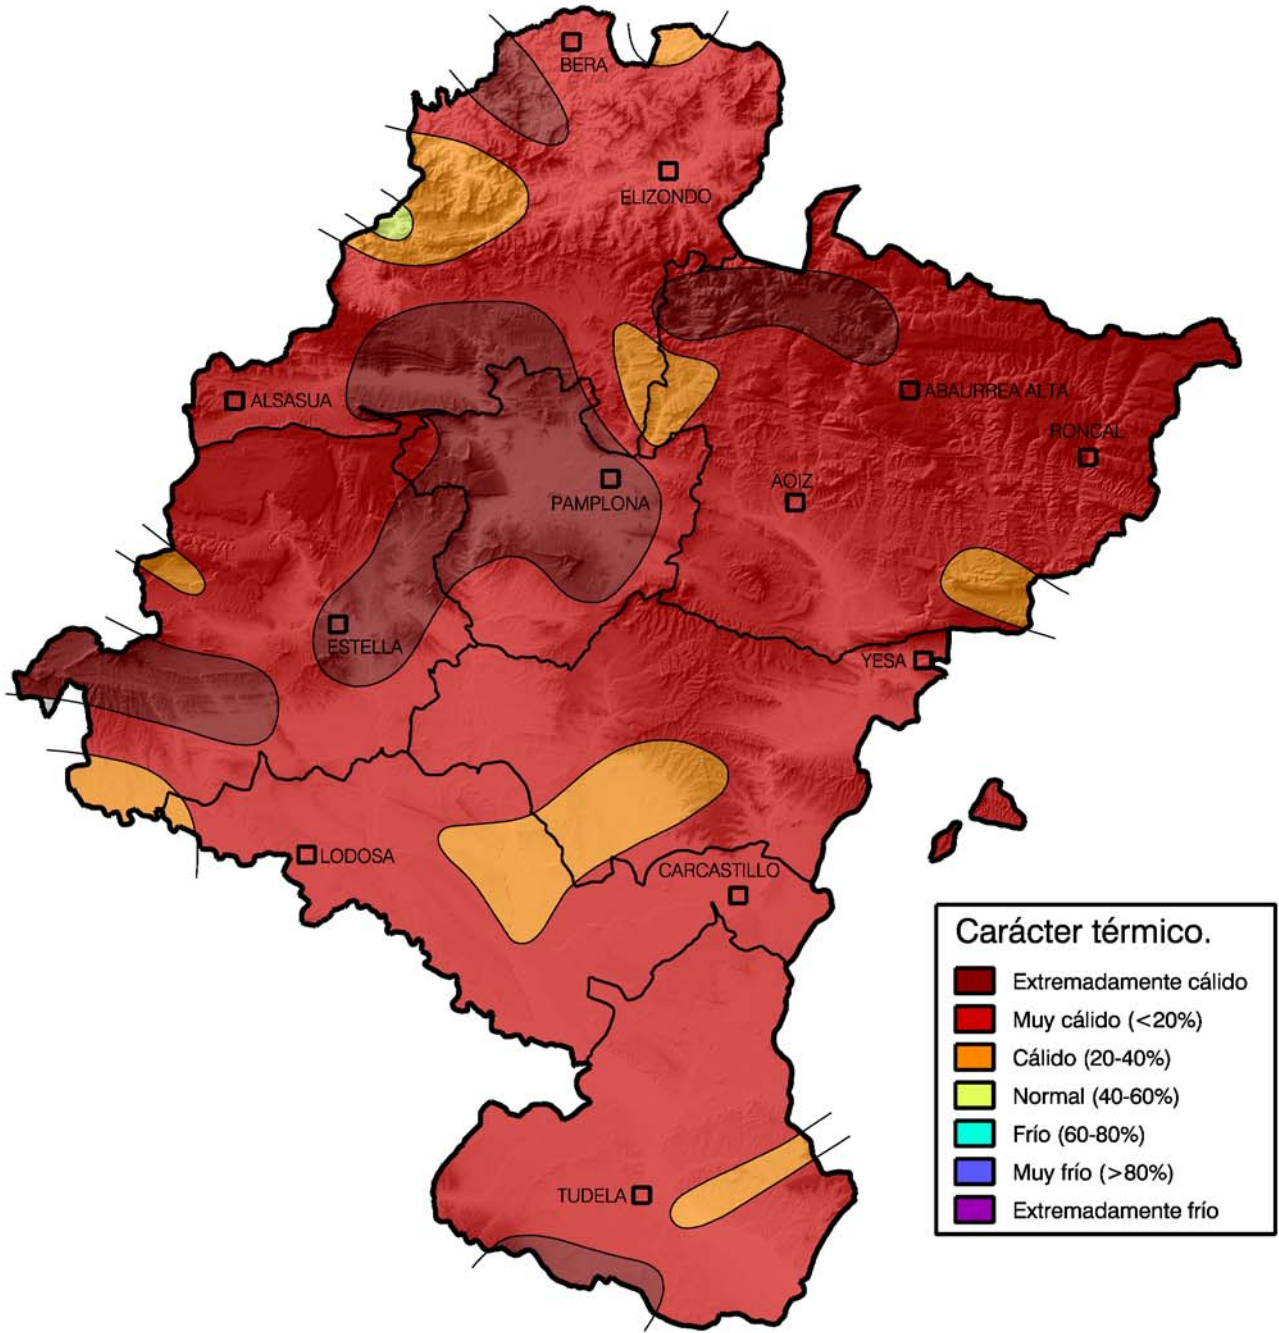 BERA
ELIZONDO
ALSASUA
ABAURREA ALTA
RONCAL
AOIZ
PAMPLONA
ESTELLA
YESA
LODOSA
CARCASTILLO
TUDELA
Carácter térmico.
Extremadamente cálido
Muy cálido (<20%)
Cálido (20-40%)
Normal (40-60%)
Frío (60-80%)
Muy frío (>80%)
Extremadamente frío